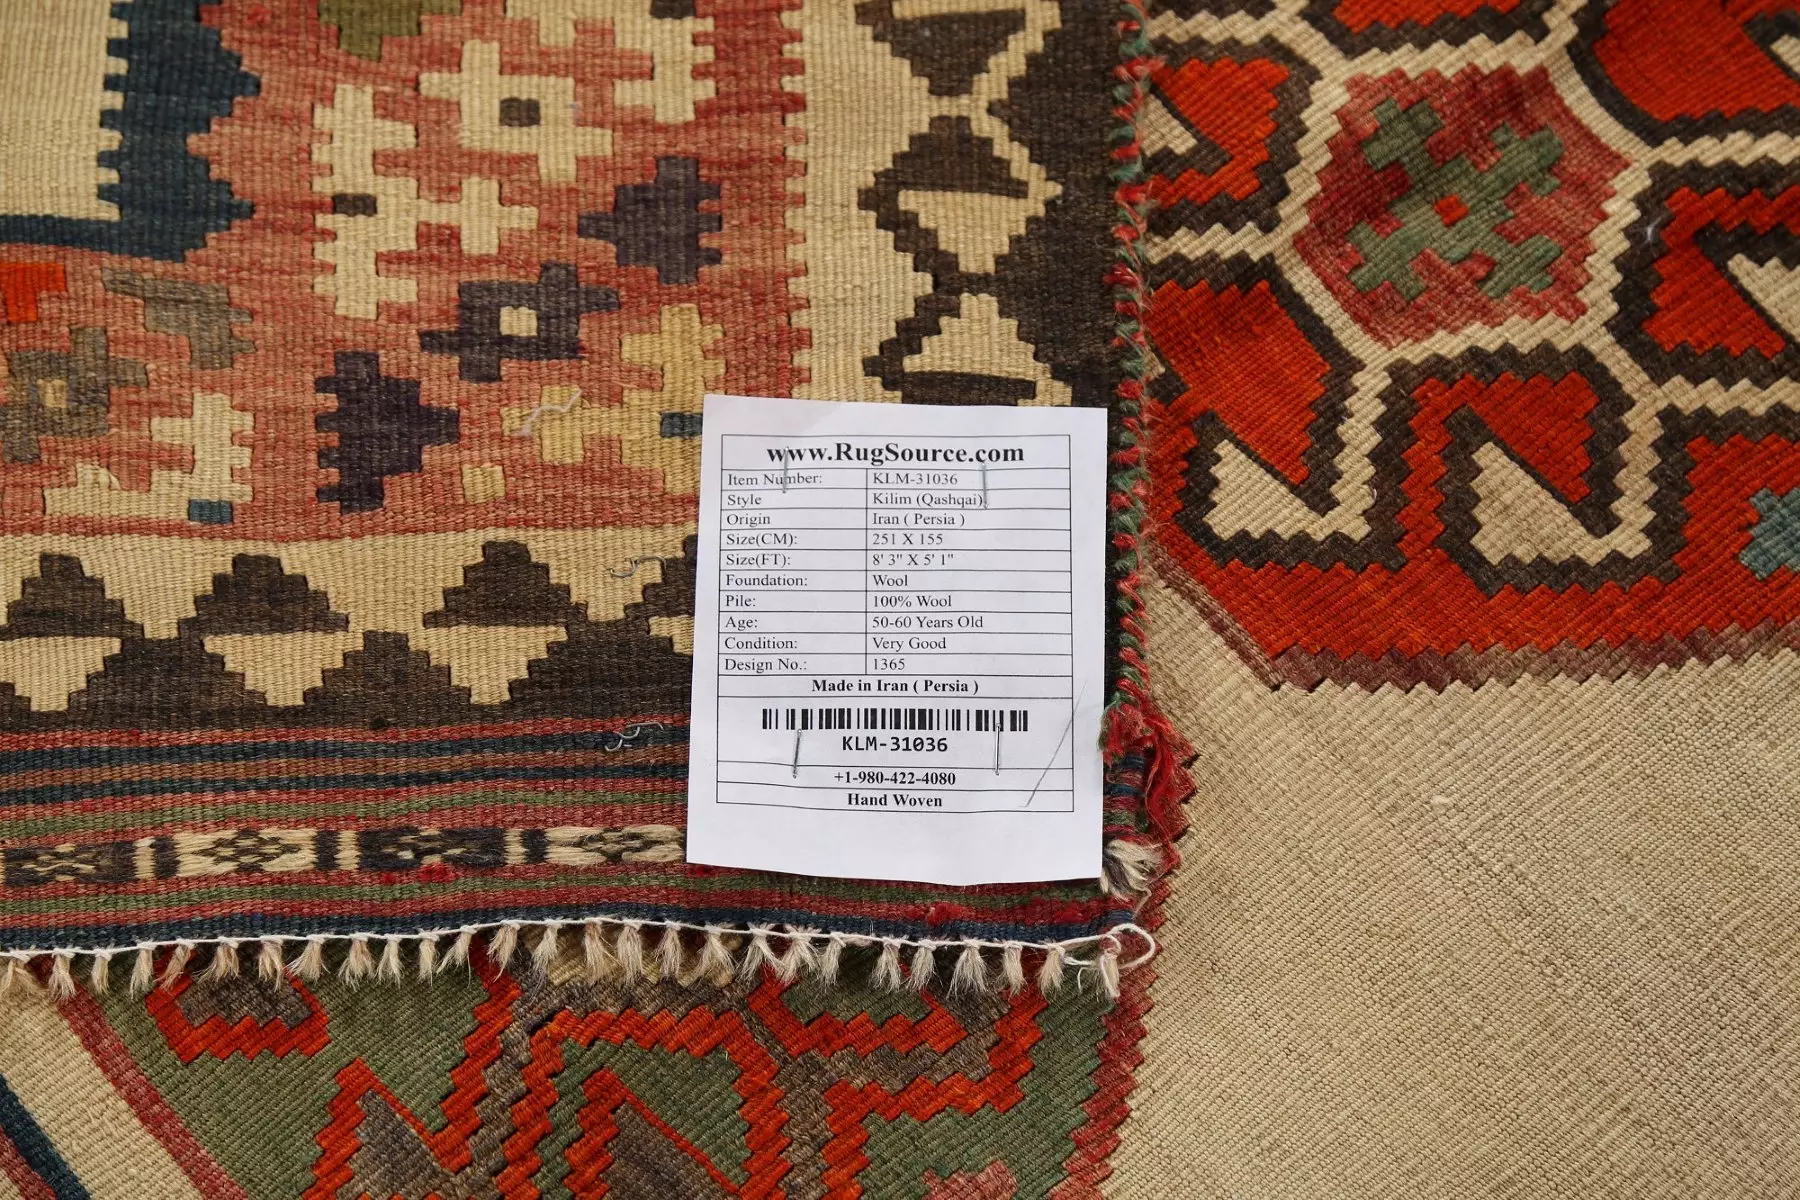 www.RugSource.com
Item Number: KLM-31036
Style Kilim (Qashqai)
Origin Iran ( Persia )
Size(CM): 251 X 155
Size(FT): 8' 3" X 5' 1"
Foundation: Wool
Pile: 100% Wool
Age: 50-60 Years Old
Condition: Very Good
Design No.: 1365
Made in Iran ( Persia )
KLM-31036
+1-980-422-4080
Hand Woven